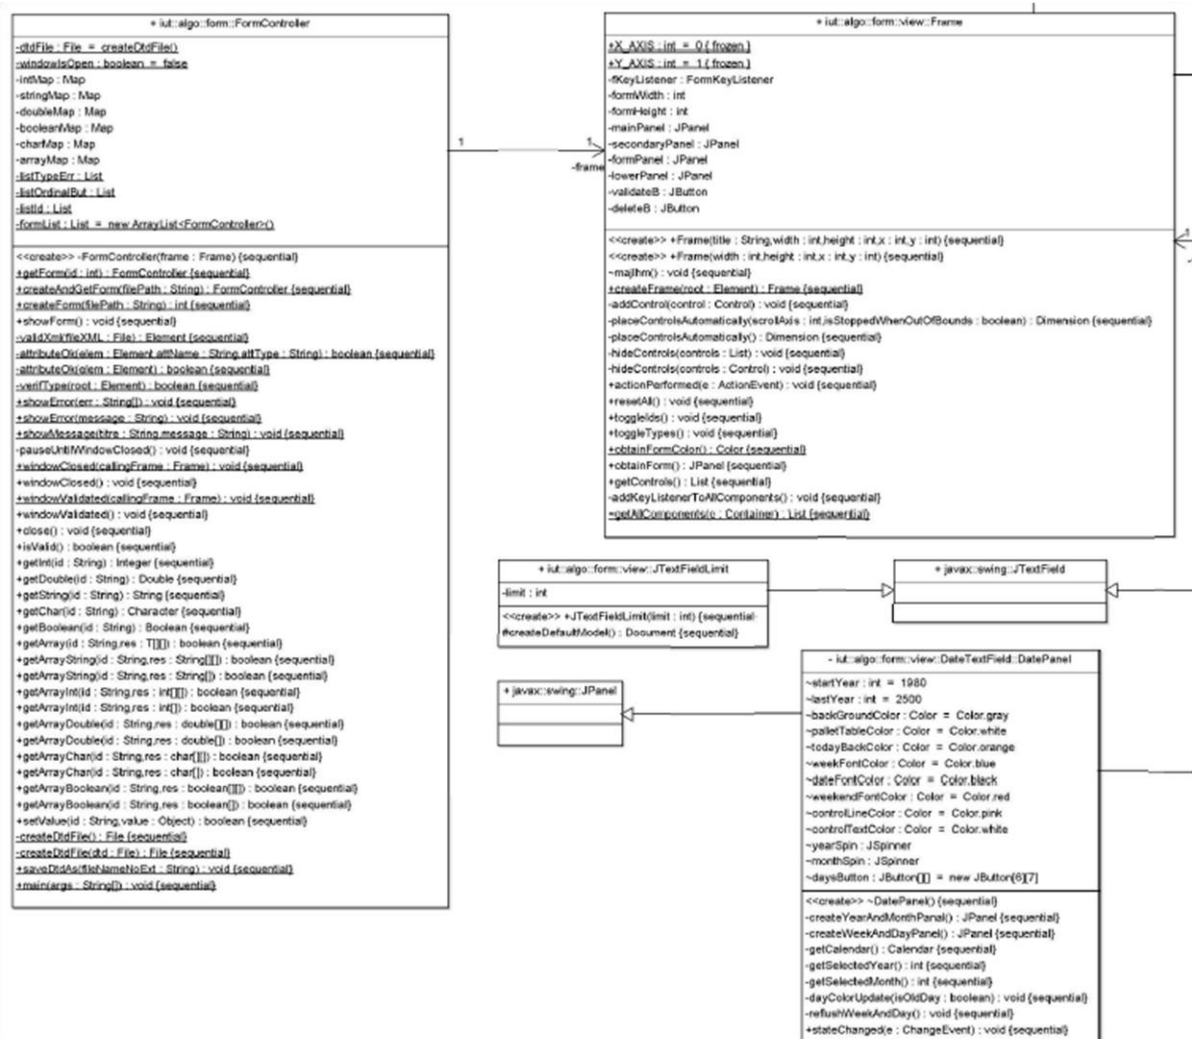 + iut::algo::form::FormController
-dtdFile : File = createDtdFile()
-windowIsOpen : boolean = false
-intMap : Map
-stringMap : Map
-doubleMap : Map
-booleanMap : Map
-charMap : Map
-arrayMap : Map
-listTypeErr : List
-listOrdinalBut : List
-listId : List
-formList : List = new ArrayList<FormController>()
<<create>> -FormController(frame : Frame) {sequential}
+getForm(id : int) : FormController {sequential}
+createAndGetForm(filePath : String) : FormController {sequential}
+createForm(filePath : String) : int {sequential}
+showForm() : void {sequential}
-validXml(fileXML : File) : Element {sequential}
-attributeOk(elem : Element,attName : String,attType : String) : boolean {sequential}
-attributeOk(elem : Element) : boolean {sequential}
-verifType(root : Element) : boolean {sequential}
+showError(err : String[]) : void {sequential}
+showError(message : String) : void {sequential}
+showMessage(titre : String,message : String) : void {sequential}
-pauseUntilWindowClosed() : void {sequential}
+windowClosed(callingFrame : Frame) : void {sequential}
+windowClosed() : void {sequential}
+windowValidated(callingFrame : Frame) : void {sequential}
+windowValidated() : void {sequential}
+close() : void {sequential}
+isValid() : boolean {sequential}
+getInt(id : String) : Integer {sequential}
+getDouble(id : String) : Double {sequential}
+getString(id : String) : String {sequential}
+getChar(id : String) : Character {sequential}
+getBoolean(id : String) : Boolean {sequential}
+getArray(id : String,res : T[][]) : boolean {sequential}
+getArrayString(id : String,res : String[][]) : boolean {sequential}
+getArrayString(id : String,res : String[]) : boolean {sequential}
+getArrayInt(id : String,res : int[][]) : boolean {sequential}
+getArrayInt(id : String,res : int[]) : boolean {sequential}
+getArrayDouble(id : String,res : double[][]) : boolean {sequential}
+getArrayDouble(id : String,res : double[]) : boolean {sequential}
+getArrayChar(id : String,res : char[][]) : boolean {sequential}
+getArrayChar(id : String,res : char[]) : boolean {sequential}
+getArrayBoolean(id : String,res : boolean[][]) : boolean {sequential}
+getArrayBoolean(id : String,res : boolean[]) : boolean {sequential}
+setValue(id : String,value : Object) : boolean {sequential}
-createDtdFile() : File {sequential}
-createDtdFile(dtd : File) : File {sequential}
+saveDtdAs(fileNameNoExt : String) : void {sequential}
+main(args : String[]) : void {sequential}
1
1
-frame
+ iut::algo::form::view::Frame
+X_AXIS : int = 0 { frozen }
+Y_AXIS : int = 1 { frozen }
-fKeyListener : FormKeyListener
-formWidth : int
-formHeight : int
-mainPanel : JPanel
-secondaryPanel : JPanel
-formPanel : JPanel
-lowerPanel : JPanel
-validateB : JButton
-deleteB : JButton
<<create>> +Frame(title : String,width : int,height : int,x : int,y : int) {sequential}
<<create>> +Frame(width : int,height : int,x : int,y : int) {sequential}
~majIhm() : void {sequential}
+createFrame(root : Element) : Frame {sequential}
-addControl(control : Control) : void {sequential}
-placeControlsAutomatically(scrollAxis : int,isStoppedWhenOutOfBounds : boolean) : Dimension {sequential}
-placeControlsAutomatically() : Dimension {sequential}
-hideControls(controls : List) : void {sequential}
-hideControls(controls : Control) : void {sequential}
+actionPerformed(e : ActionEvent) : void {sequential}
+resetAll() : void {sequential}
+toggleIds() : void {sequential}
+toggleTypes() : void {sequential}
+obtainFormColor() : Color {sequential}
+obtainForm() : JPanel {sequential}
+getControls() : List {sequential}
-addKeyListenerToAllComponents() : void {sequential}
~getAllComponents(c : Container) : List {sequential}
1
+ iut::algo::form::view::JTextFieldLimit
-limit : int
<<create>> +JTextFieldLimit(limit : int) {sequential
#createDefaultModel() : Document {sequential}
+ javax::swing::JTextField
+ javax::swing::JPanel
- iut::algo::form::view::DateTextField::DatePanel
~startYear : int = 1980
~lastYear : int = 2500
~backGroundColor : Color = Color.gray
~palletTableColor : Color = Color.white
~todayBackColor : Color = Color.orange
~weekFontColor : Color = Color.blue
~dateFontColor : Color = Color.black
~weekendFontColor : Color = Color.red
~controlLineColor : Color = Color.pink
~controlTextColor : Color = Color.white
~yearSpin : JSpinner
~monthSpin : JSpinner
~daysButton : JButton[][] = new JButton[6][7]
<<create>> ~DatePanel() {sequential}
-createYearAndMonthPanal() : JPanel {sequential}
-createWeekAndDayPanel() : JPanel {sequential}
-getCalendar() : Calendar {sequential}
-getSelectedYear() : int {sequential}
-getSelectedMonth() : int {sequential}
-dayColorUpdate(isOldDay : boolean) : void {sequential}
-reflushWeekAndDay() : void {sequential}
+stateChanged(e : ChangeEvent) : void {sequential}